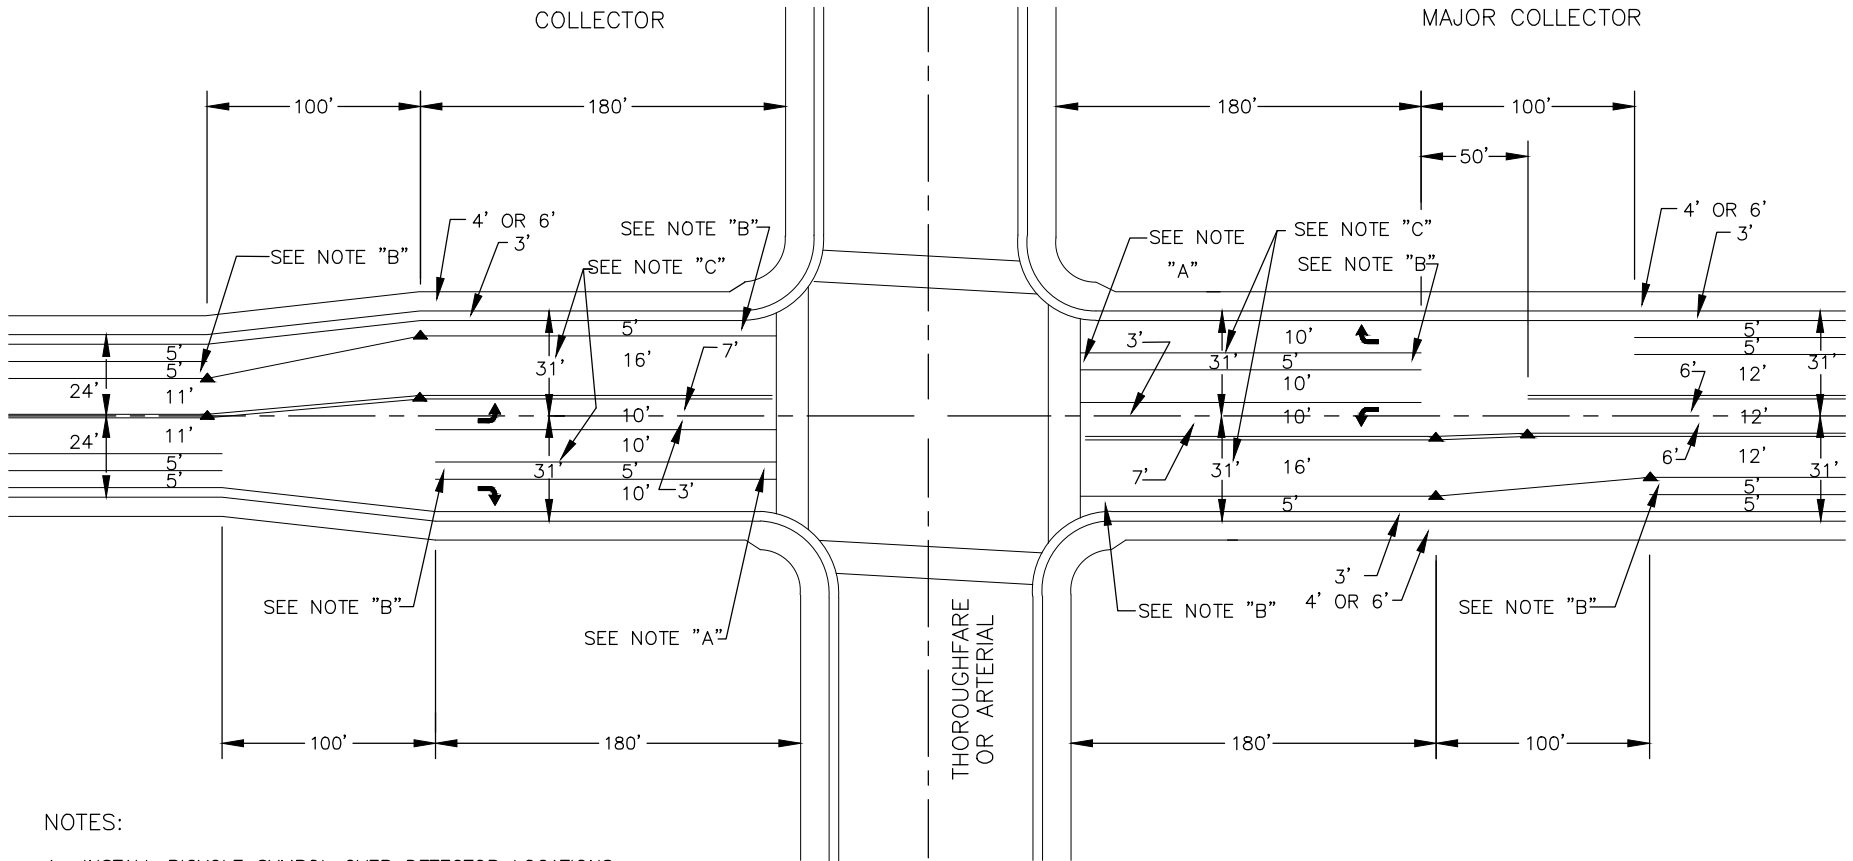 COLLECTOR
MAJOR COLLECTOR
100'
180'
180'
100'
50'
4' OR 6'
3'
SEE NOTE "B"
SEE NOTE "B"
SEE NOTE "C"
SEE NOTE
"A"
SEE NOTE "C"
SEE NOTE "B"
4' OR 6'
3'
5'
5'
24'
11'
24'
11'
5'
5'
5'
31'
16'
7'
10'
10'
31'
5'
10'
3'
3'
10'
31'
5'
10'
10'
7'
31'
16'
5'
5'
5'
31'
6'
12'
12'
6'
12'
31'
5'
5'
SEE NOTE "B"
SEE NOTE "A"
SEE NOTE "B"
3'
4' OR 6'
SEE NOTE "B"
THOROUGHFARE
OR ARTERIAL
100'
180'
180'
100'
NOTES: